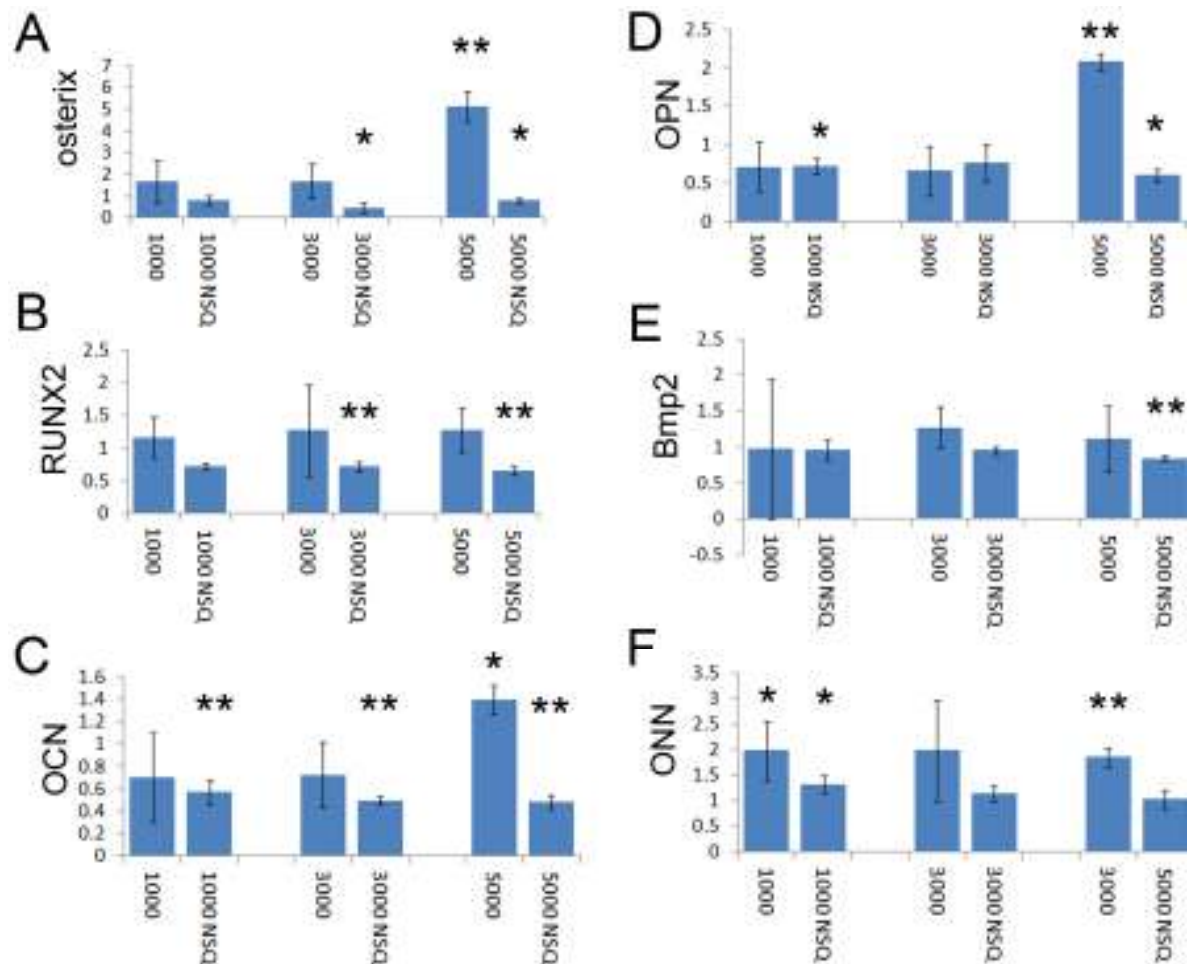 A
osterix
**
*
*
7
6
5
4
3
2
1
0
1000
1000 NSQ
3000
3000 NSQ
5000
5000 NSQ
B
RUNX2
**
**
2.5
2
1.5
1
0.5
0
1000
1000 NSQ
3000
3000 NSQ
5000
5000 NSQ
C
OCN
**
**
*
**
1.6
1.4
1.2
1
0.8
0.6
0.4
0.2
0
1000
1000 NSQ
3000
3000 NSQ
5000
5000 NSQ
D
OPN
*
**
*
2.5
2
1.5
1
0.5
0
1000
1000 NSQ
3000
3000 NSQ
5000
5000 NSQ
E
Bmp2
**
2.5
2
1.5
1
0.5
0
-0.5
1000
1000 NSQ
3000
3000 NSQ
5000
5000 NSQ
F
ONN
*
*
**
3.5
3
2.5
2
1.5
1
0.5
0
1000
1000 NSQ
3000
3000 NSQ
3000
5000 NSQ